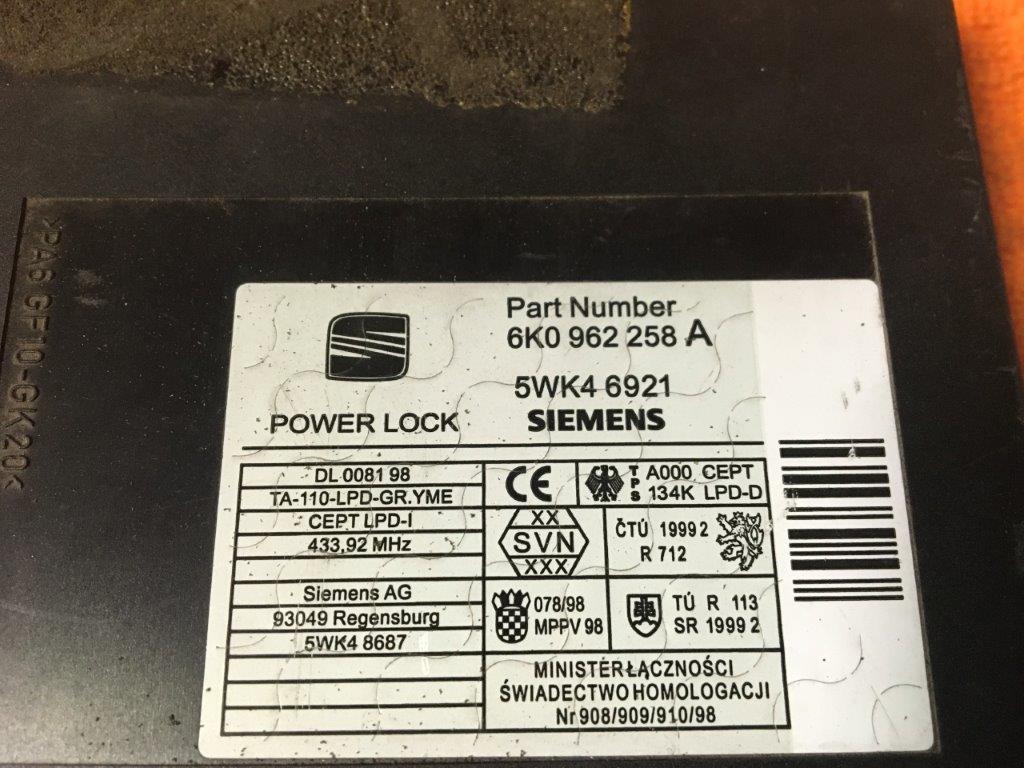 >PA6 GF10-GK20<
Part Number
6K0 962 258 A
5WK4 6921
POWER LOCK
SIEMENS
DL 0081 98
TA-110-LPD-GR.YME
CEPT LPD-I
433,92 MHz
Siemens AG
93049 Regensburg
5WK4 8687
CE
TPS
A000 CEPT
134K LPD-D
XX
SVN
XXX
ČTÚ 1999 2
R 712
078/98
MPPV 98
TÚ R 113
SR 1999 2
MINISTER ŁĄCZNOŚCI
ŚWIADECTWO HOMOLOGACJI
Nr 908/909/910/98